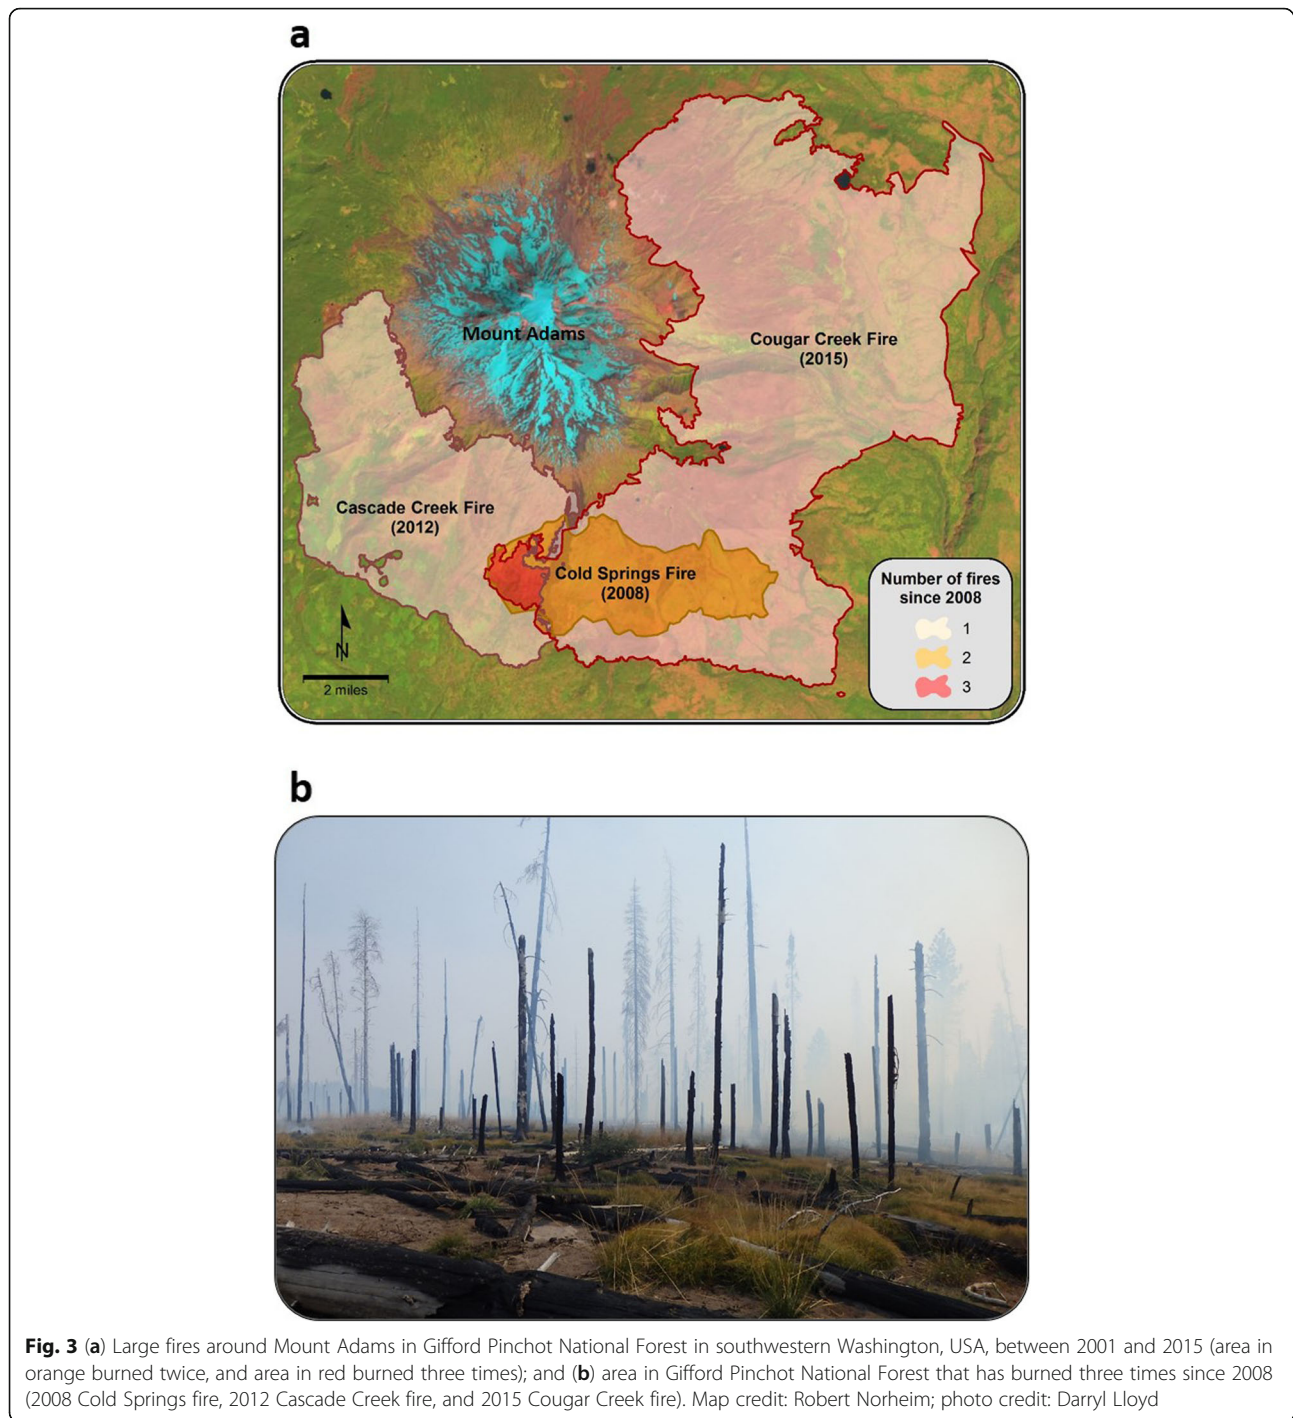 a
Mount Adams
Cougar Creek Fire
(2015)
Cascade Creek Fire
(2012)
Cold Springs Fire
(2008)
Number of fires
since 2008
1
2
3
N
2 miles
b
Fig. 3 (a) Large fires around Mount Adams in Gifford Pinchot National Forest in southwestern Washington, USA, between 2001 and 2015 (area in
orange burned twice, and area in red burned three times); and (b) area in Gifford Pinchot National Forest that has burned three times since 2008
(2008 Cold Springs fire, 2012 Cascade Creek fire, and 2015 Cougar Creek fire). Map credit: Robert Norheim; photo credit: Darryl Lloyd